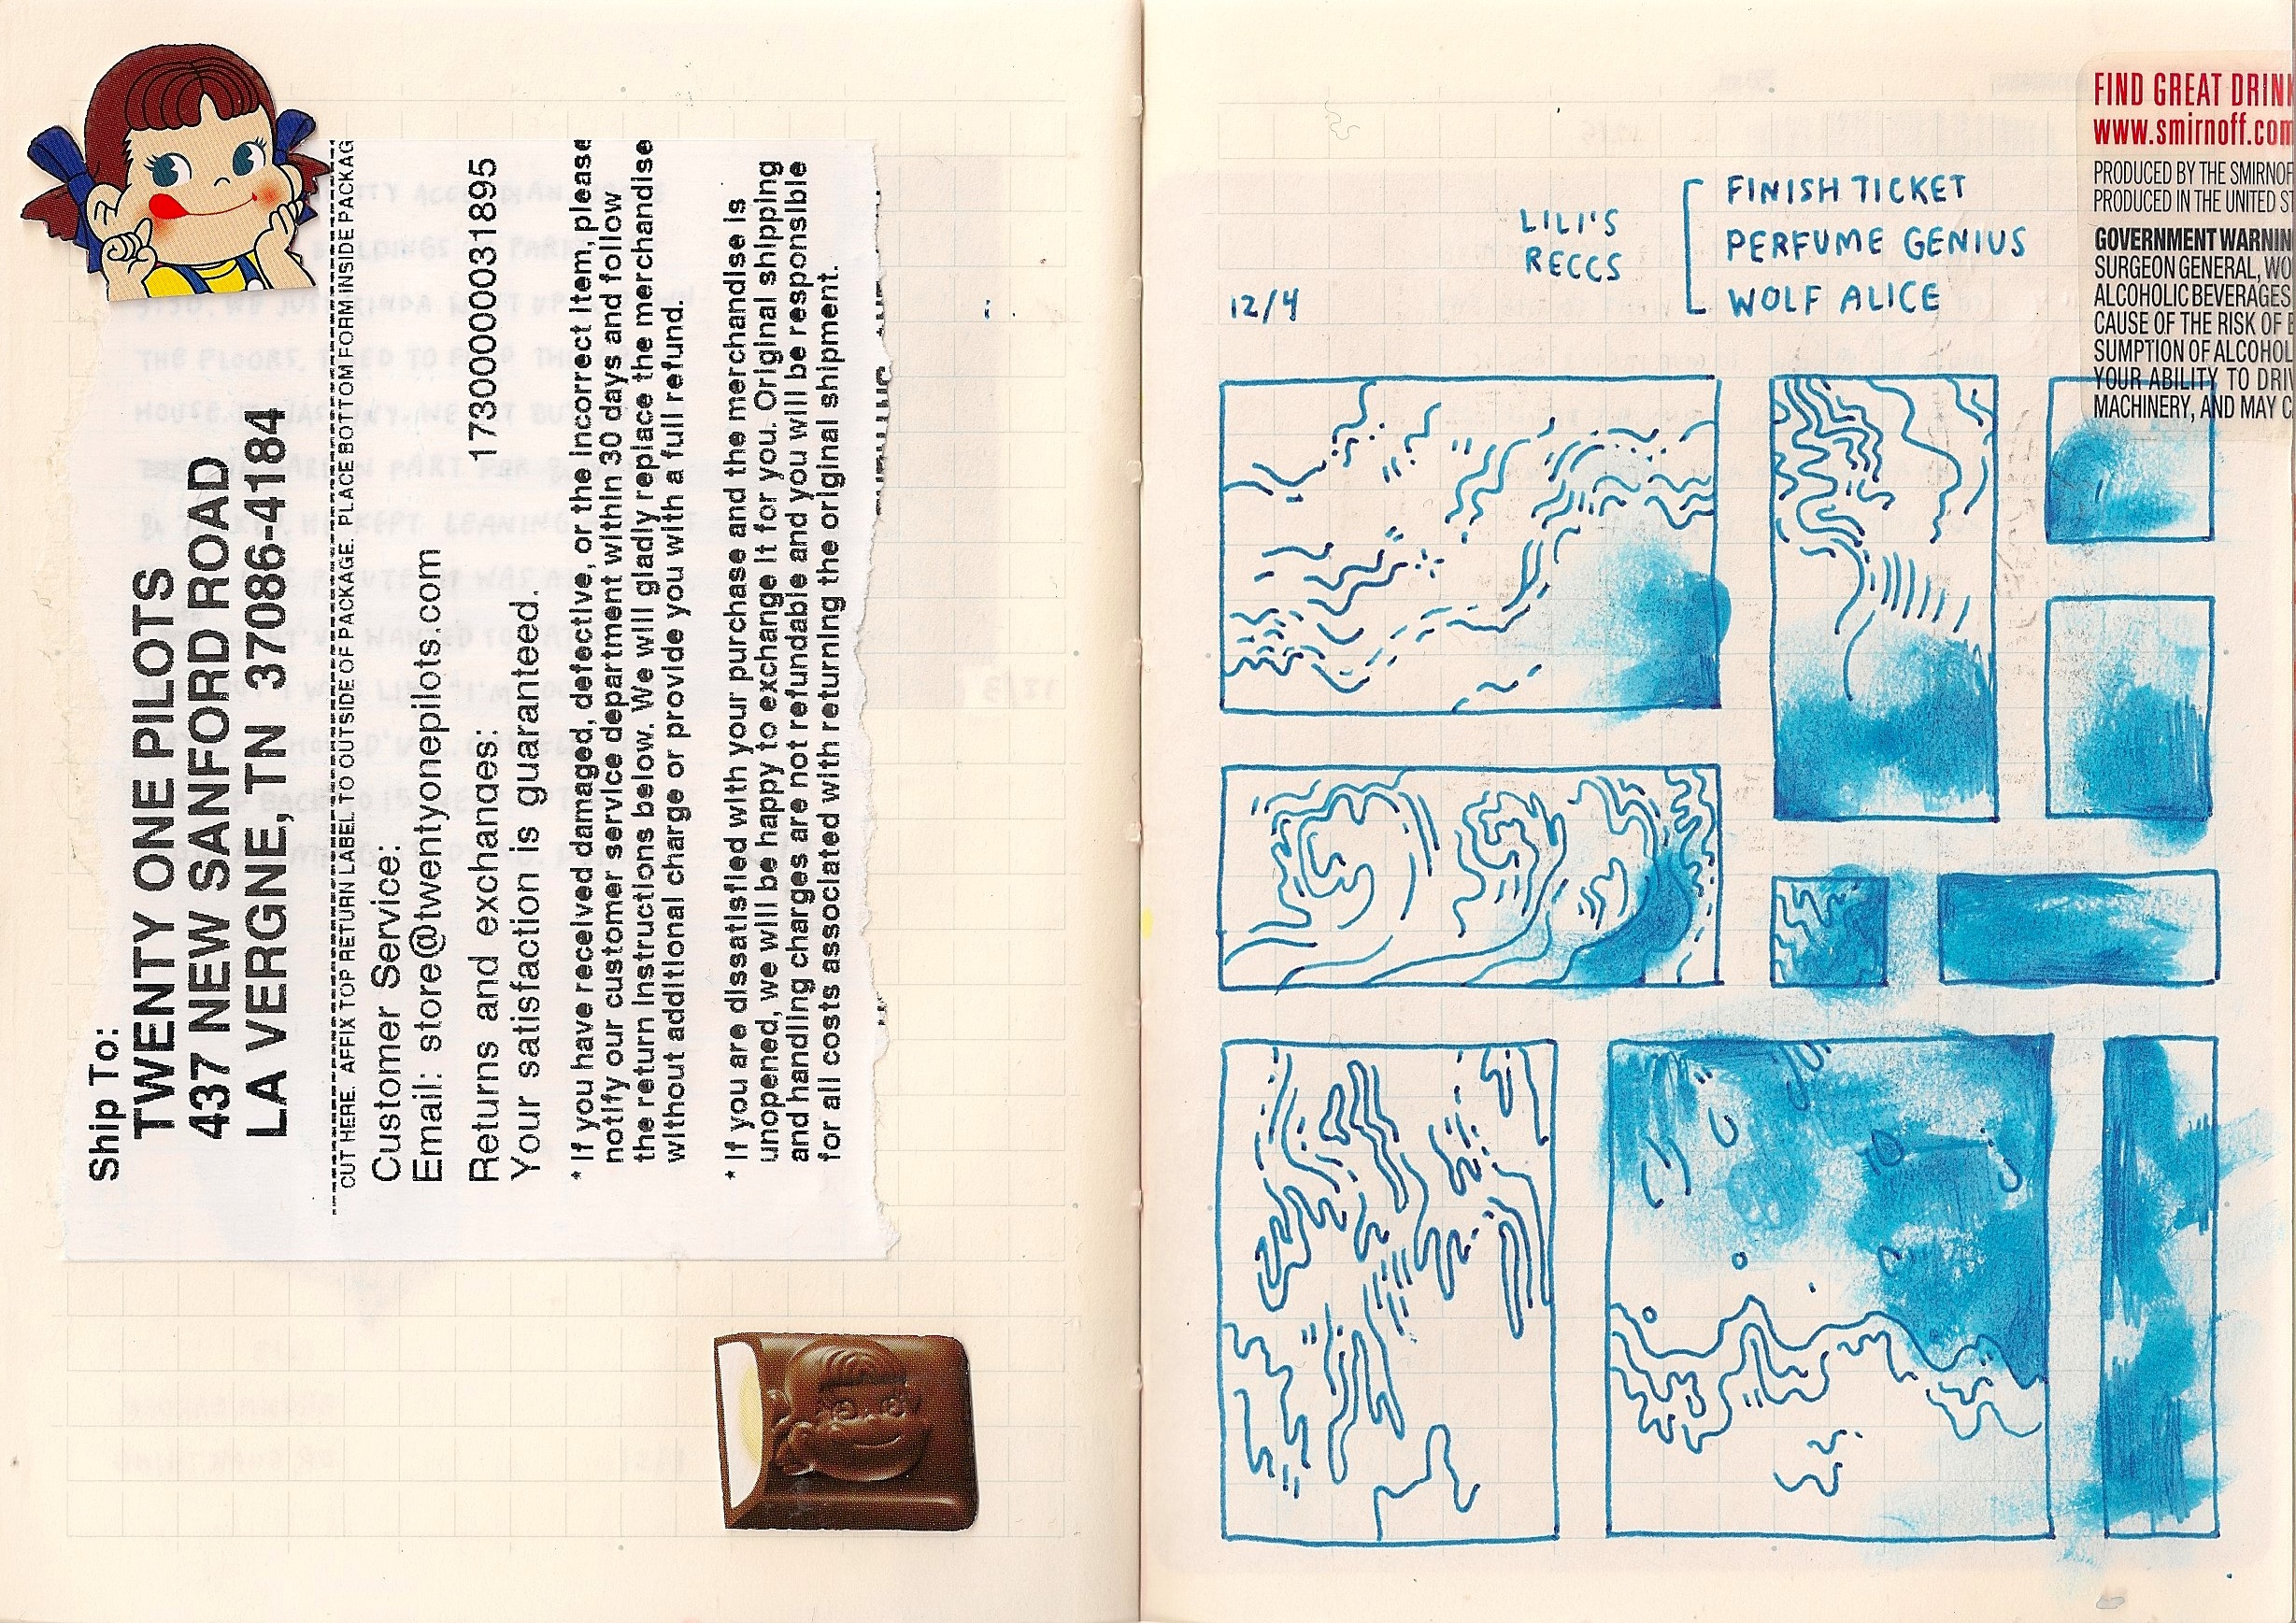 Ship To:
TWENTY ONE PILOTS
437 NEW SANFORD ROAD
LA VERGNE, TN 37086-4184
CUT HERE. AFFIX TOP RETURN LABEL TO OUTSIDE OF PACKAGE. PLACE BOTTOM FORM INSIDE PACKAG
Customer Service:
Email: store@twentyonepilots.com
Returns and exchanges: 17300000031895
Your satisfaction is guaranteed.
* If you have received damaged, defective, or the incorrect item, please
notify our customer service department within 30 days and follow
the return instructions below. We will gladly replace the merchandise
without additional charge or provide you with a full refund.
* If you are dissatisfied with your purchase and the merchandise is
unopened, we will be happy to exchange it for you. Original shipping
and handling charges are not refundable and you will be responsible
for all costs associated with returning the original shipment.
12/4
LILI'S
RECCS
FINISH TICKET
PERFUME GENIUS
WOLF ALICE
FIND GREAT DRIN
www.smirnoff.com
PRODUCED BY THE SMIRNOF
PRODUCED IN THE UNITED ST
GOVERNMENT WARNIN
SURGEON GENERAL, WO
ALCOHOLIC BEVERAGES
CAUSE OF THE RISK OF
SUMPTION OF ALCOHOL
YOUR ABILITY TO DRIV
MACHINERY, AND MAY C